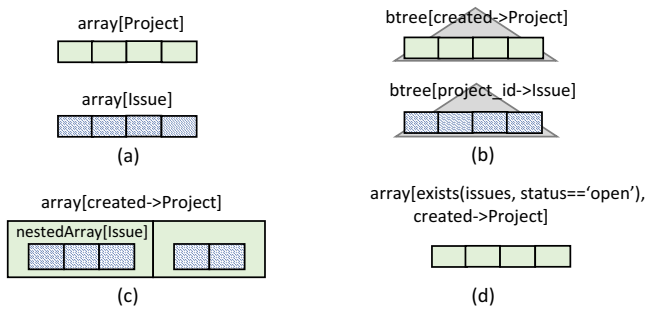 array[Project]
array[Issue]
(a)
btree[created->Project]
btree[project_id->Issue]
(b)
array[created->Project]
nestedArray[Issue]
(c)
array[exists(issues, status==‘open’),
created->Project]
(d)